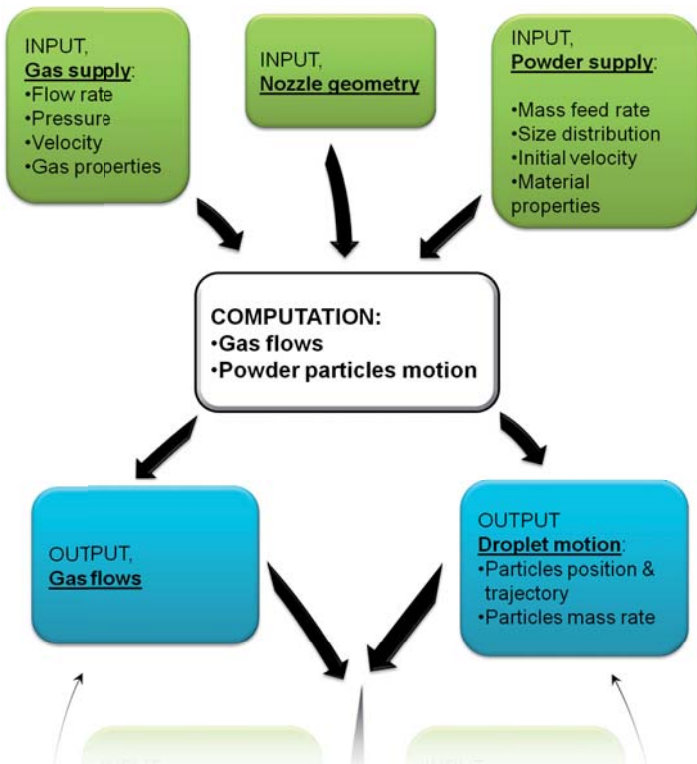 INPUT,
Gas supply:
•Flow rate
•Pressure
•Velocity
•Gas properties
INPUT,
Nozzle geometry
INPUT,
Powder supply:
•Mass feed rate
•Size distribution
•Initial velocity
•Material
properties
COMPUTATION:
•Gas flows
•Powder particles motion
OUTPUT,
Gas flows
OUTPUT
Droplet motion:
•Particles position &
trajectory
•Particles mass rate